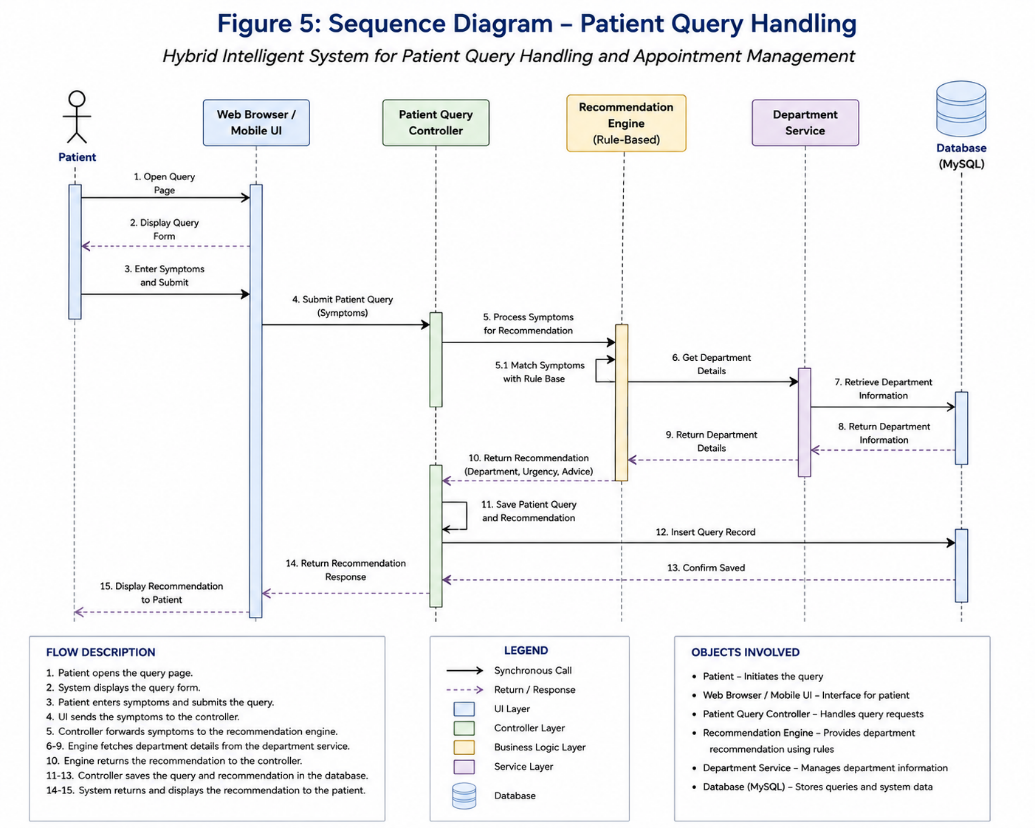 Figure 5: Sequence Diagram – Patient Query Handling
Hybrid Intelligent System for Patient Query Handling and Appointment Management
Patient
Web Browser /
Mobile UI
Patient Query
Controller
Recommendation
Engine
(Rule-Based)
Department
Service
Database
(MySQL)
1. Open Query
Page
2. Display Query
Form
3. Enter Symptoms
and Submit
4. Submit Patient Query
(Symptoms)
5. Process Symptoms
for Recommendation
5.1 Match Symptoms
with Rule Base
6. Get Department
Details
7. Retrieve Department
Information
8. Return Department
Information
9. Return Department
Details
10. Return Recommendation
(Department, Urgency, Advice)
11. Save Patient Query
and Recommendation
12. Insert Query Record
13. Confirm Saved
14. Return Recommendation
Response
15. Display Recommendation
to Patient
FLOW DESCRIPTION
1. Patient opens the query page.
2. System displays the query form.
3. Patient enters symptoms and submits the query.
4. UI sends the symptoms to the controller.
5. Controller forwards symptoms to the recommendation engine.
6-9. Engine fetches department details from the department service.
10. Engine returns the recommendation to the controller.
11-13. Controller saves the query and recommendation in the database.
14-15. System returns and displays the recommendation to the patient.
LEGEND
Synchronous Call
Return / Response
UI Layer
Controller Layer
Business Logic Layer
Service Layer
Database
OBJECTS INVOLVED
• Patient – Initiates the query
• Web Browser / Mobile UI – Interface for patient
• Patient Query Controller – Handles query requests
• Recommendation Engine – Provides department
recommendation using rules
• Department Service – Manages department information
• Database (MySQL) – Stores queries and system data